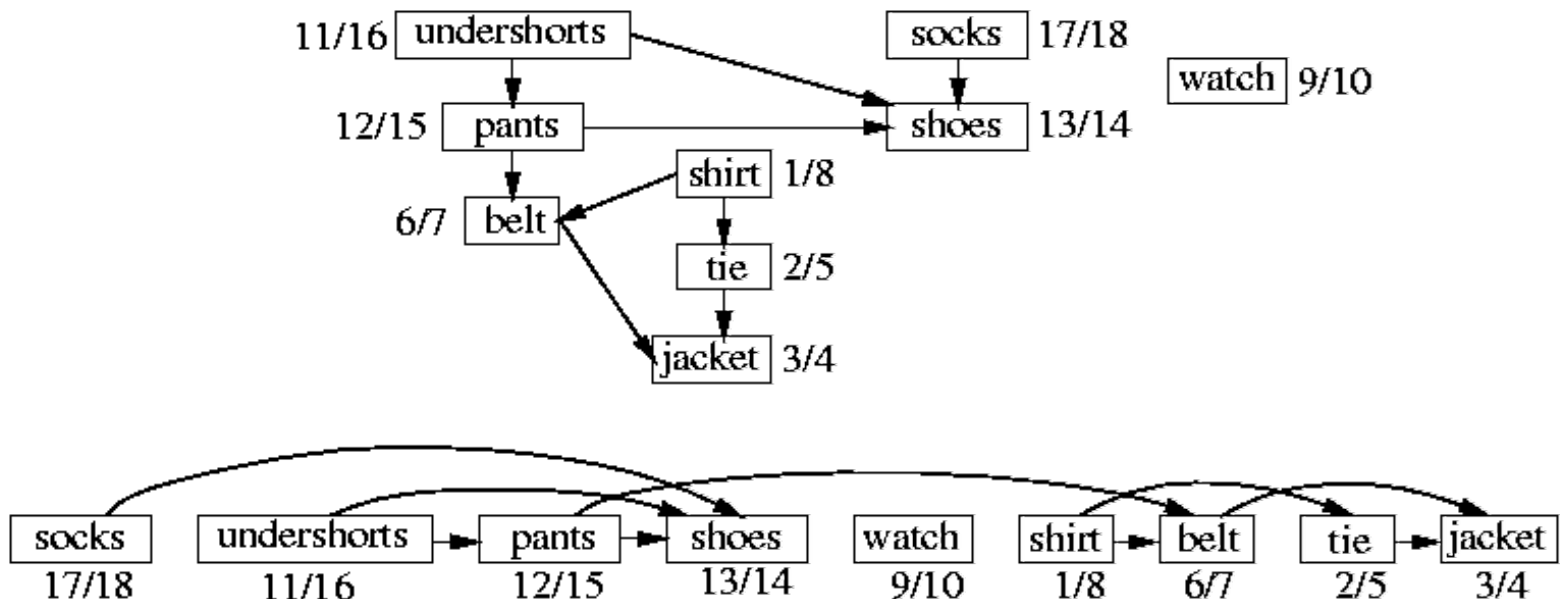 11/16 undershorts socks 17/18
watch 9/10
12/15 pants shoes 13/14
shirt 1/8
6/7 belt
tie 2/5
jacket 3/4
socks undershorts pants shoes watch shirt belt tie jacket
17/18 11/16 12/15 13/14 9/10 1/8 6/7 2/5 3/4